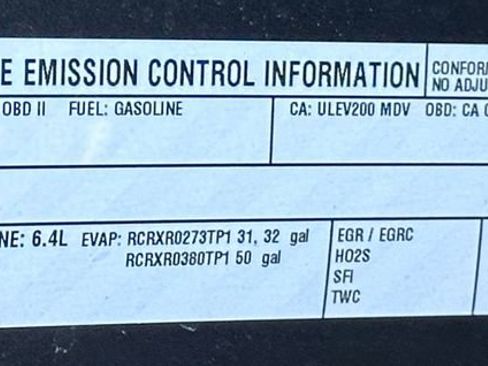 E EMISSION CONTROL INFORMATION
CONFOR
NO ADJU
OBD II FUEL: GASOLINE
CA: ULEV200 MDV OBD: CA
NE: 6.4L EVAP: RCRXR0273TP1 31, 32 gal
RCRXR0380TP1 50 gal
EGR / EGRC
HO2S
SFI
TWC